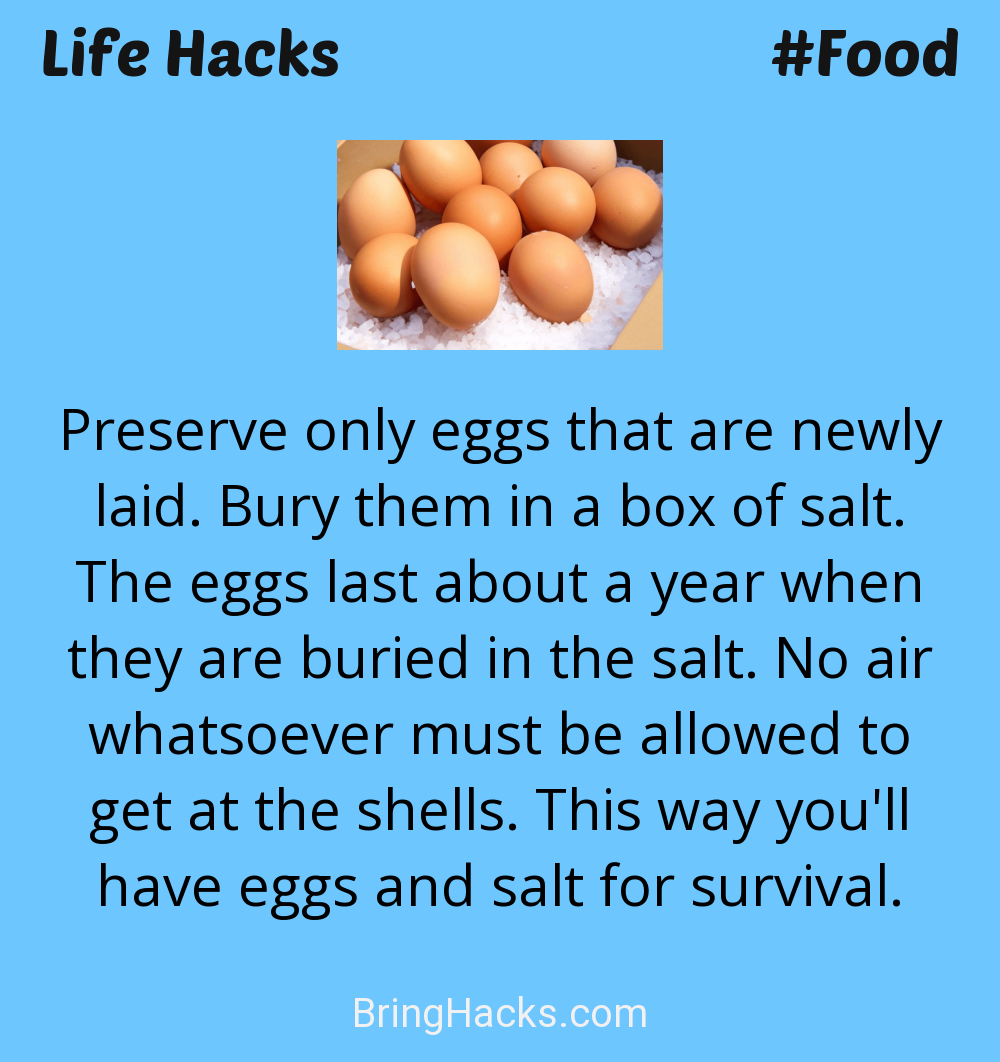 Life Hacks #Food
Preserve only eggs that are newly
laid. Bury them in a box of salt.
The eggs last about a year when
they are buried in the salt. No air
whatsoever must be allowed to
get at the shells. This way you'll
have eggs and salt for survival.
BringHacks.com